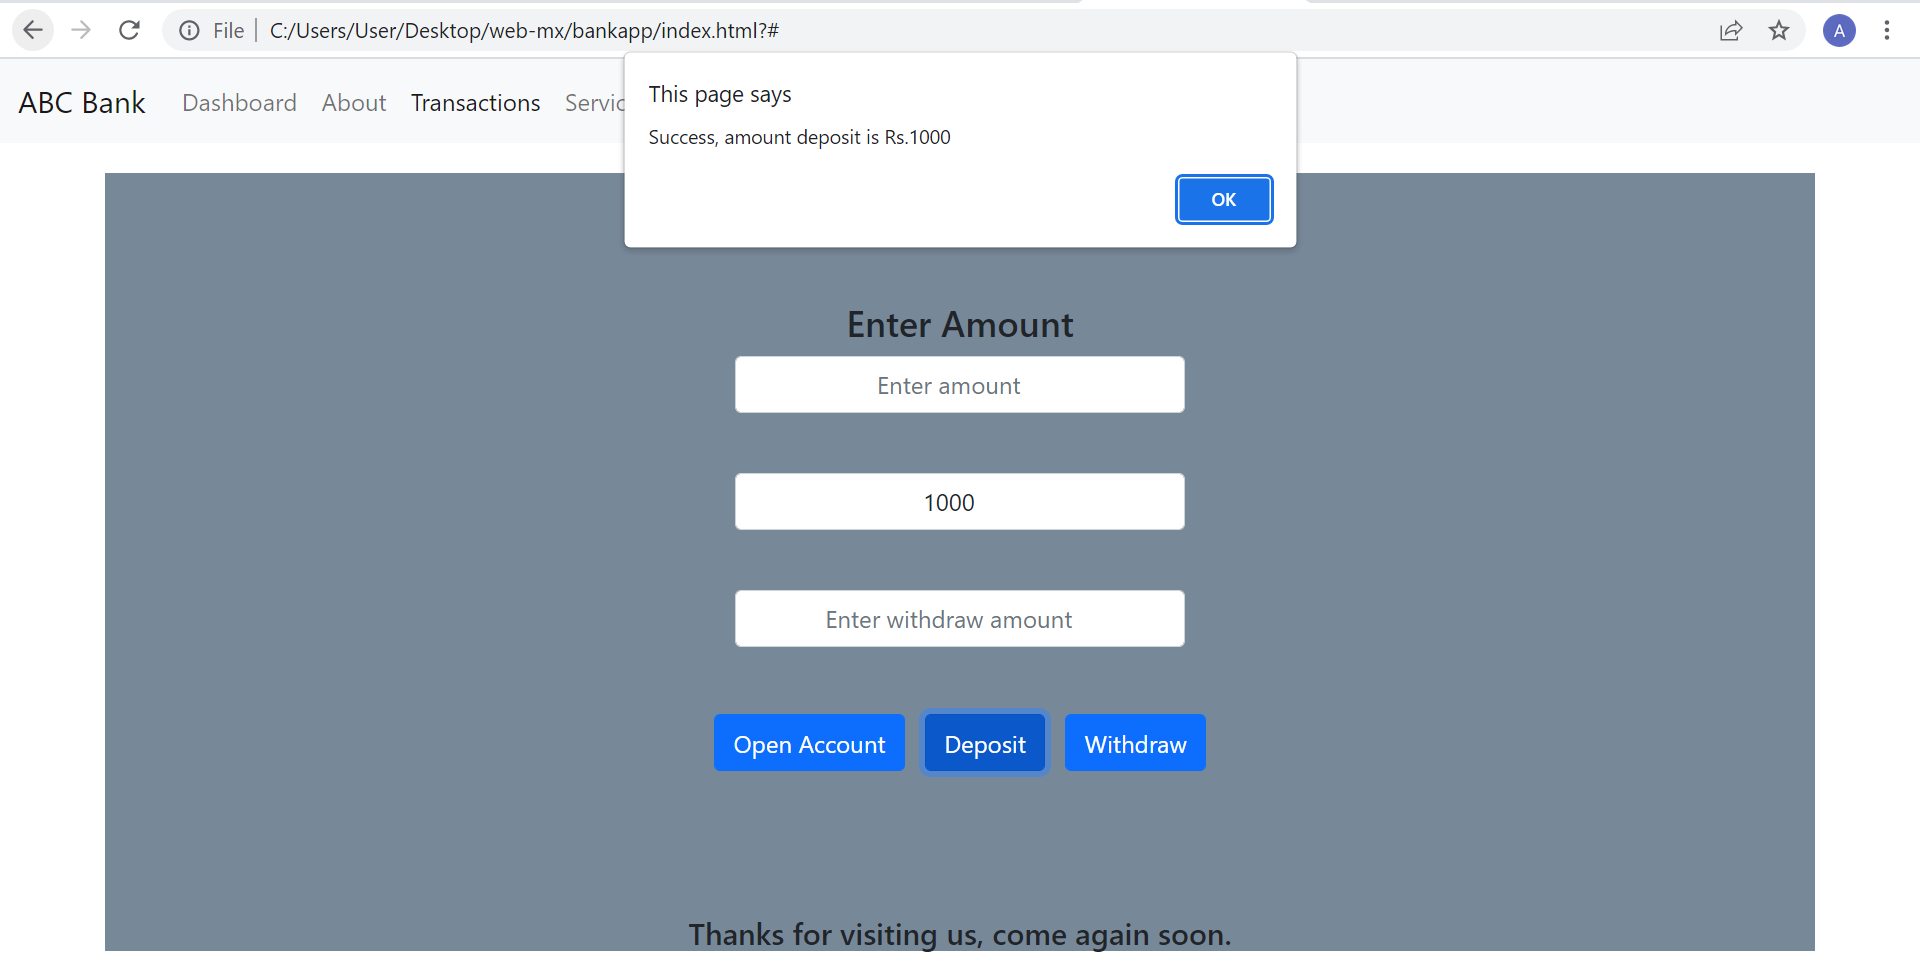 File | C:/Users/User/Desktop/web-mx/bankapp/index.html?#
A
ABC Bank Dashboard About Transactions Servic
This page says
Success, amount deposit is Rs.1000
OK
Enter Amount
Enter amount
1000
Enter withdraw amount
Open Account Deposit Withdraw
Thanks for visiting us, come again soon.